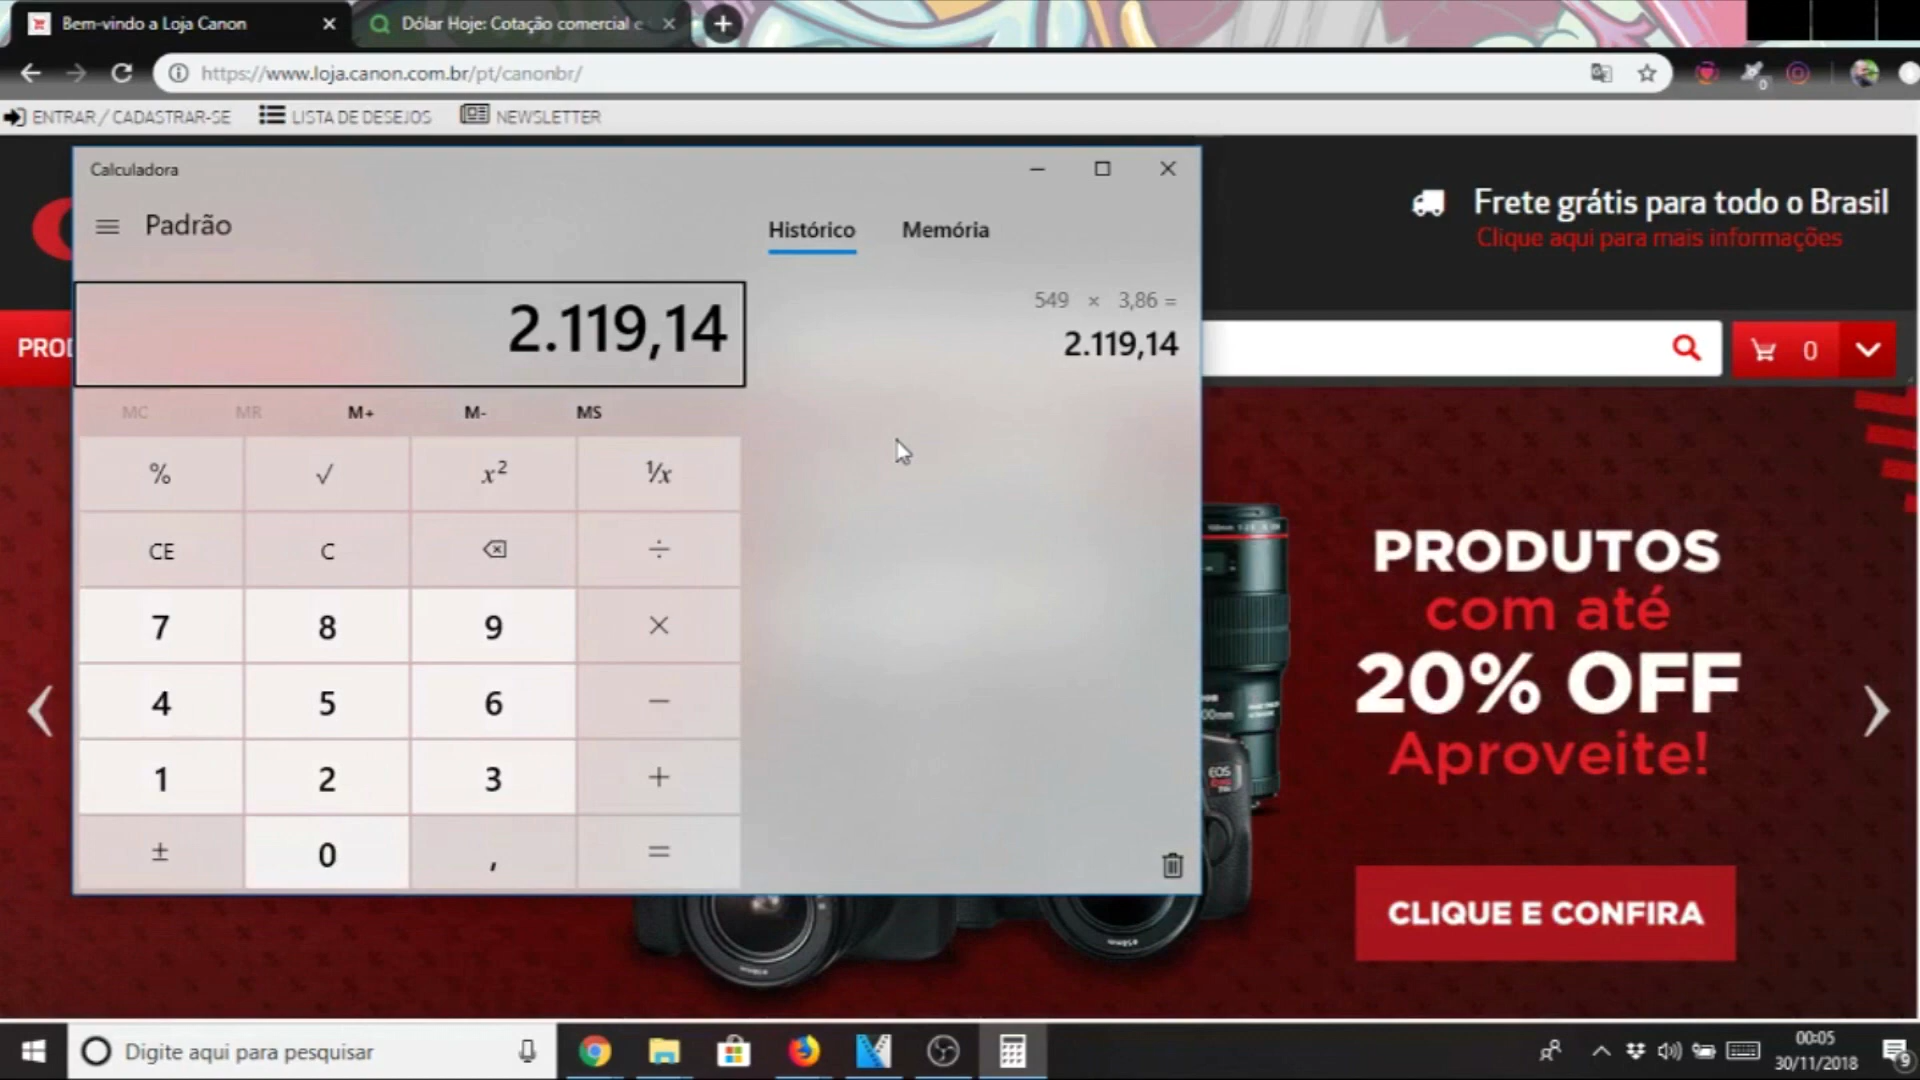 Bem-vindo a Loja Canon
Dólar Hoje: Cotação comercial e
https://www.loja.canon.com.br/pt/canonbr/
0
ENTRAR / CADASTRAR-SE
LISTA DE DESEJOS
NEWSLETTER
Calculadora
Padrão
Histórico
Memória
Frete grátis para todo o Brasil
Clique aqui para mais informações
2.119,14
549 × 3,86 =
2.119,14
PROD
0
MC MR M+ M- MS
% √ x² ¹/x
CE C ÷
7 8 9 ×
4 5 6 −
1 2 3 +
± 0 , =
EOS
PRODUTOS
com até
20% OFF
Aproveite!
CLIQUE E CONFIRA
Digite aqui para pesquisar
00:05
30/11/2018
9